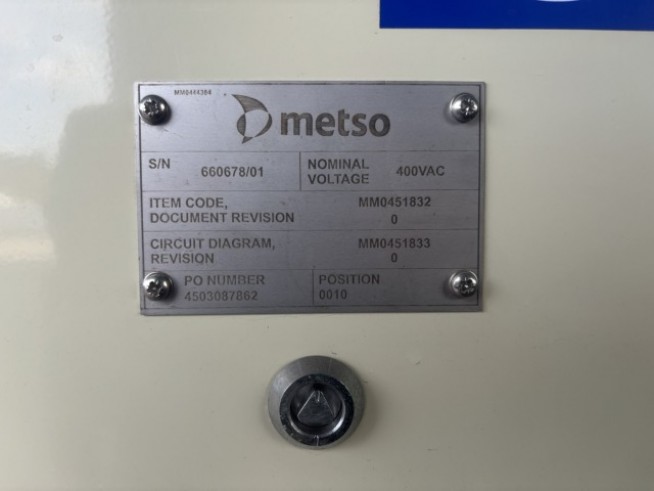 MM0444384
metso
S/N 660678/01
NOMINAL VOLTAGE 400VAC
ITEM CODE, MM0451832
DOCUMENT REVISION 0
CIRCUIT DIAGRAM, MM0451833
REVISION 0
PO NUMBER
4503087862
POSITION
0010